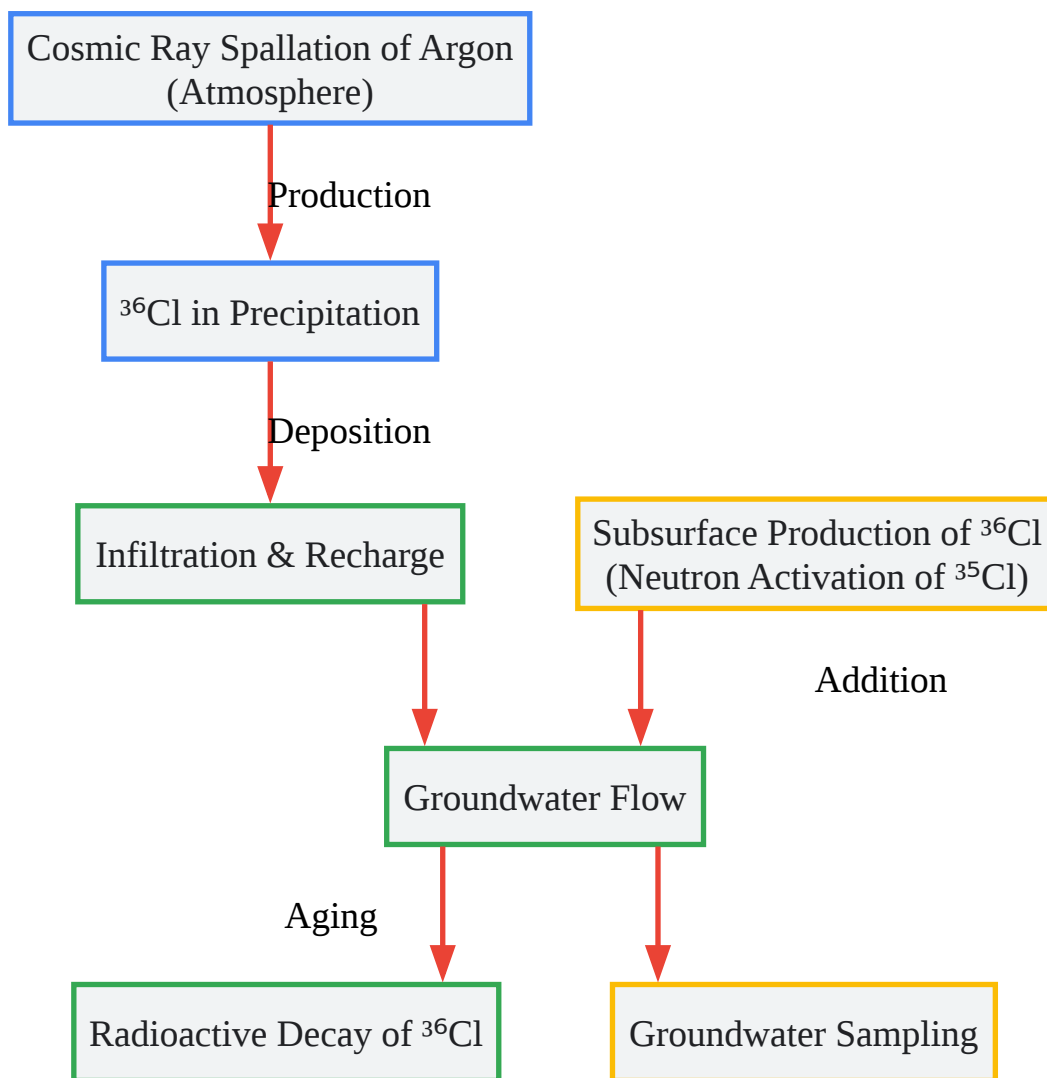 Cosmic Ray Spallation of Argon
(Atmosphere)
Production
³⁶Cl in Precipitation
Deposition
Infiltration & Recharge
Subsurface Production of ³⁶Cl
(Neutron Activation of ³⁵Cl)
Addition
Groundwater Flow
Aging
Radioactive Decay of ³⁶Cl
Groundwater Sampling